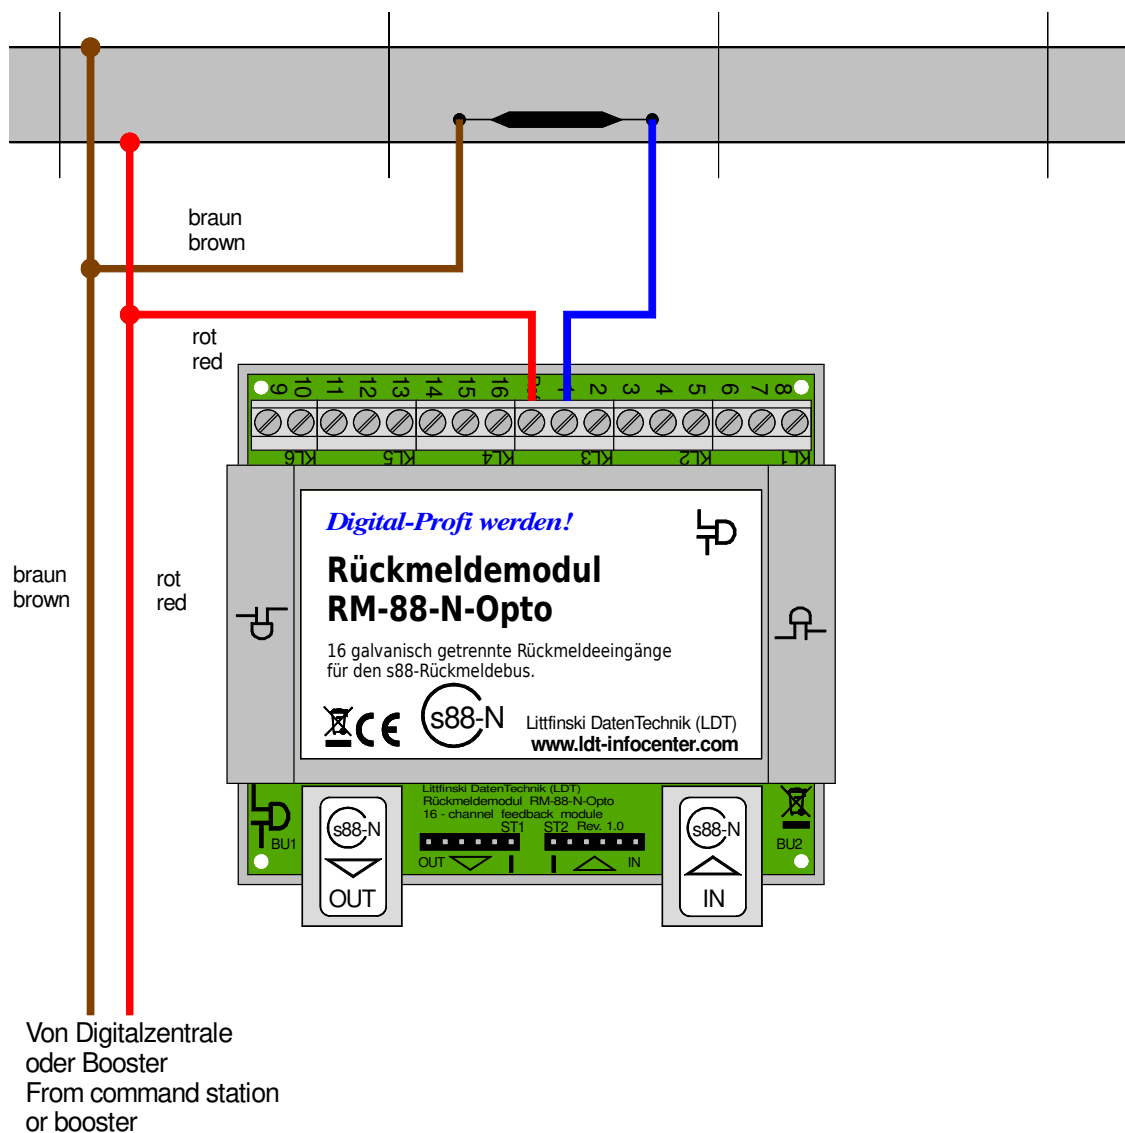 braun
brown
rot
red
9 10 11 12 13 14 15 16 1 2 3 4 5 6 7 8
KL6 KL5 KL4 KL3 KL2 KL1
Digital-Profi werden!
LTD
Rückmeldemodul
RM-88-N-Opto
16 galvanisch getrennte Rückmeldeeingänge
für den s88-Rückmeldebus.
CE s88-N
Littfinski DatenTechnik (LDT)
www.ldt-infocenter.com
braun
brown
rot
red
Littfinski DatenTechnik (LDT)
Rückmeldemodul RM-88-N-Opto
16 - channel feedback module
ST1 ST2 Rev. 1.0
BU1
s88-N
OUT
OUT
IN
s88-N
IN
BU2
Von Digitalzentrale
oder Booster
From command station
or booster